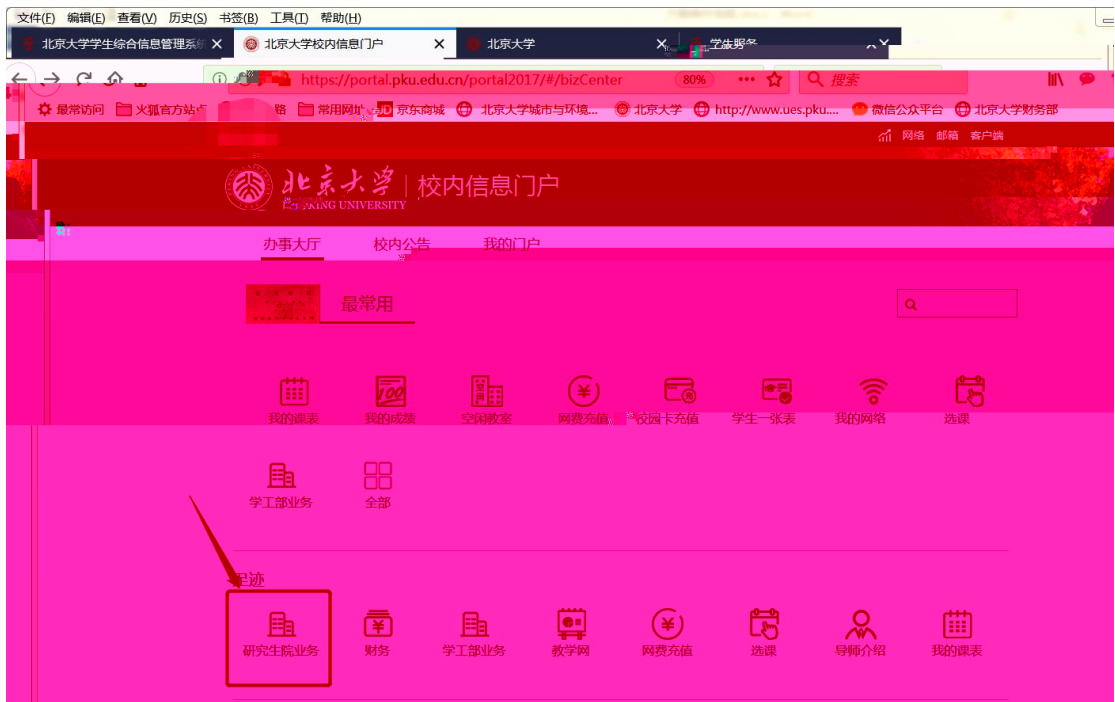 文件(F) 编辑(E) 查看(V) 历史(S) 书签(B) 工具(T) 帮助(H)
北京大学学生综合信息管理系统 北京大学校内信息门户 北京大学
https://portal.pku.edu.cn/portal2017/#/bizCenter 80% 搜索
最常访问 火狐官方站点 常用网址 京东商城 北京大学城市与环境... 北京大学 http://www.ues.pku.... 微信公众平台 北京大学财务部
网络 邮箱 客户端
北京大学 校内信息门户
PEKING UNIVERSITY
办事大厅 校内公告 我的门户
最常用
我的课表 我的成绩 空闲教室 网费充值 校园卡充值 学生一张表 我的网络 选课
学工部业务 全部
足迹
研究生院业务 财务 学工部业务 教学网 网费充值 选课 导师介绍 我的课表